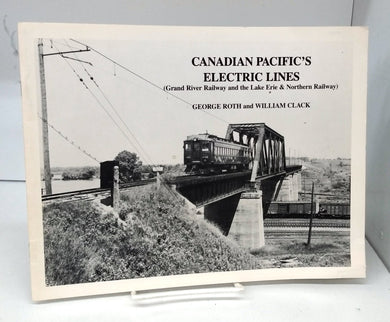 CANADIAN PACIFIC'S
ELECTRIC LINES
(Grand River Railway and the Lake Erie & Northern Railway)
GEORGE ROTH and WILLIAM CLACK